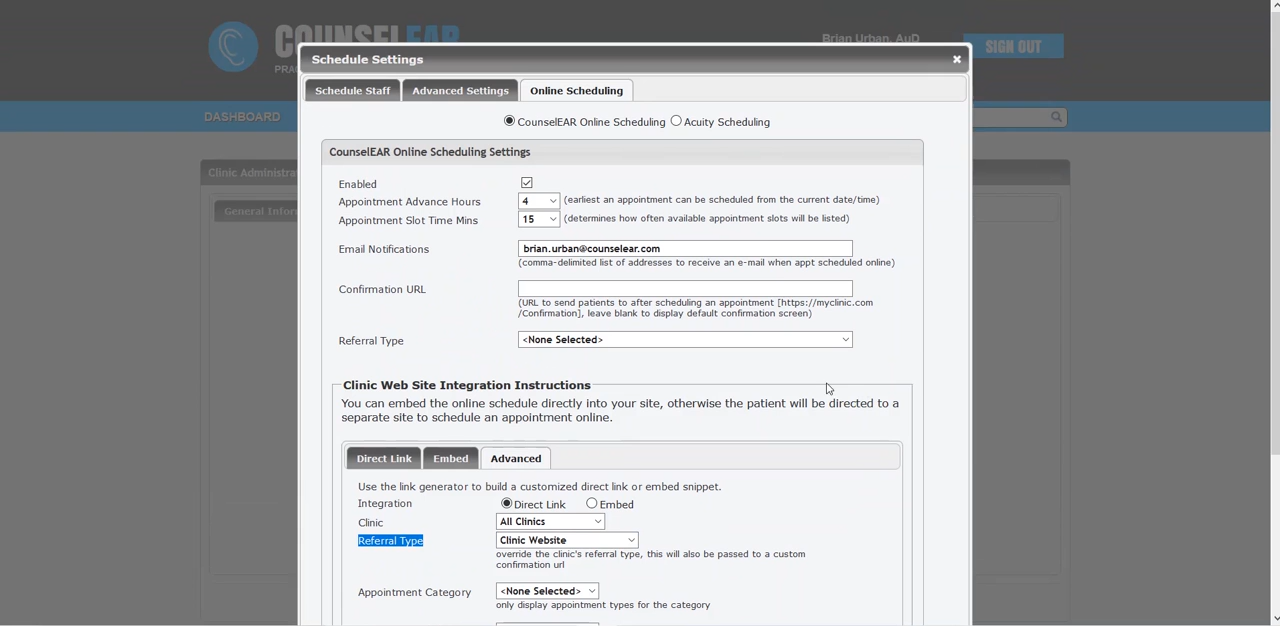 COUNSELEAR
Brian Urban, AuD
SIGN OUT
Schedule Settings
PRA
Schedule Staff Advanced Settings Online Scheduling
DASHBOARD
CounselEAR Online Scheduling Acuity Scheduling
CounselEAR Online Scheduling Settings
Clinic Administra
Enabled
Appointment Advance Hours 4 (earliest an appointment can be scheduled from the current date/time)
General Infor
Appointment Slot Time Mins 15 (determines how often available appointment slots will be listed)
Email Notifications brian.urban@counselear.com
(comma-delimited list of addresses to receive an e-mail when appt scheduled online)
Confirmation URL
(URL to send patients to after scheduling an appointment [https://myclinic.com
/Confirmation], leave blank to display default confirmation screen)
Referral Type <None Selected>
Clinic Web Site Integration Instructions
You can embed the online schedule directly into your site, otherwise the patient will be directed to a
separate site to schedule an appointment online.
Direct Link Embed Advanced
Use the link generator to build a customized direct link or embed snippet.
Integration Direct Link Embed
Clinic All Clinics
Referral Type Clinic Website
override the clinic's referral type, this will also be passed to a custom
confirmation url
Appointment Category <None Selected>
only display appointment types for the category